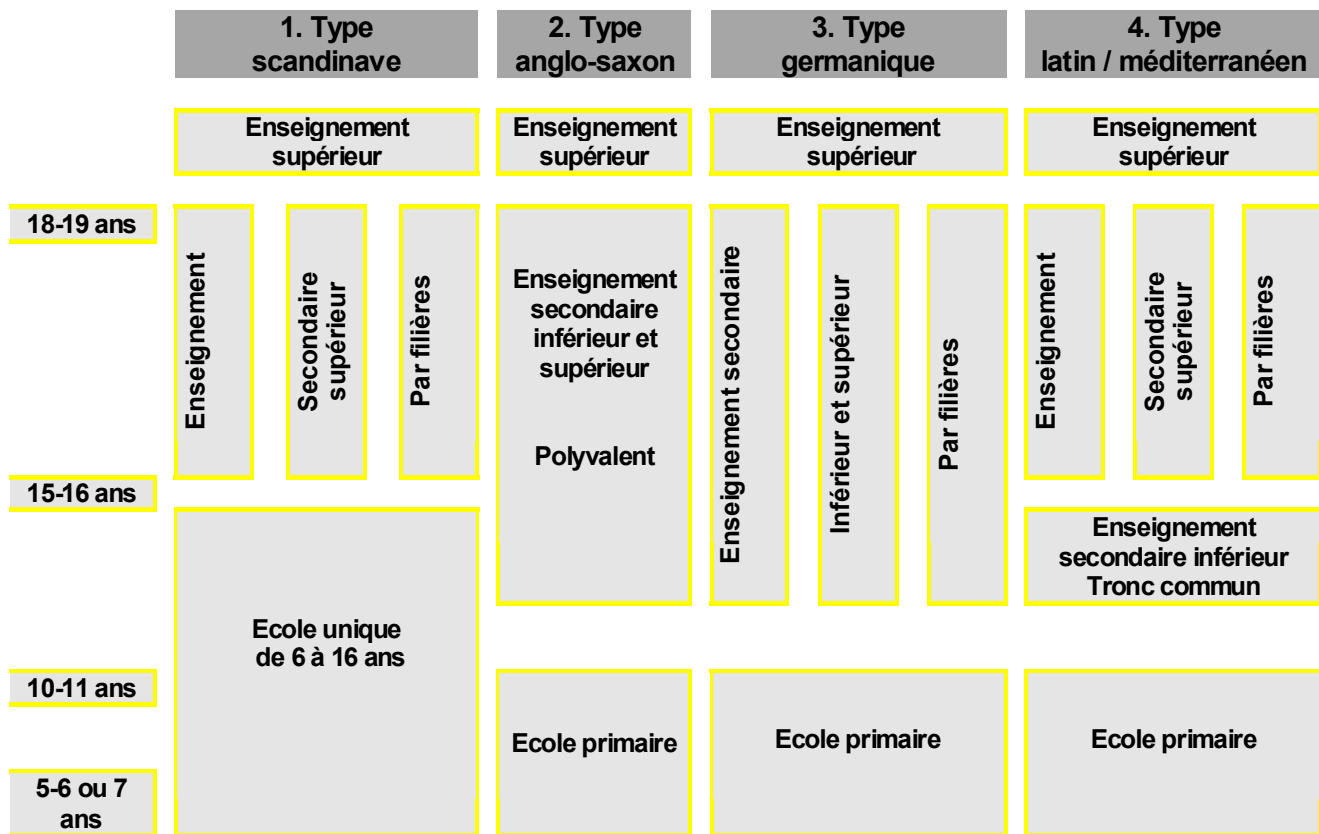 1. Type
scandinave
2. Type
anglo-saxon
3. Type
germanique
4. Type
latin / méditerranéen
Enseignement
supérieur
Enseignement
supérieur
Enseignement
supérieur
Enseignement
supérieur
18-19 ans
Enseignement
Secondaire
supérieur
Par filières
Enseignement
secondaire
inférieur et
supérieur
Polyvalent
Enseignement secondaire
Inférieur et supérieur
Par filières
Enseignement
Secondaire
supérieur
Par filières
15-16 ans
Ecole unique
de 6 à 16 ans
Enseignement
secondaire inférieur
Tronc commun
10-11 ans
Ecole primaire
Ecole primaire
Ecole primaire
5-6 ou 7
ans